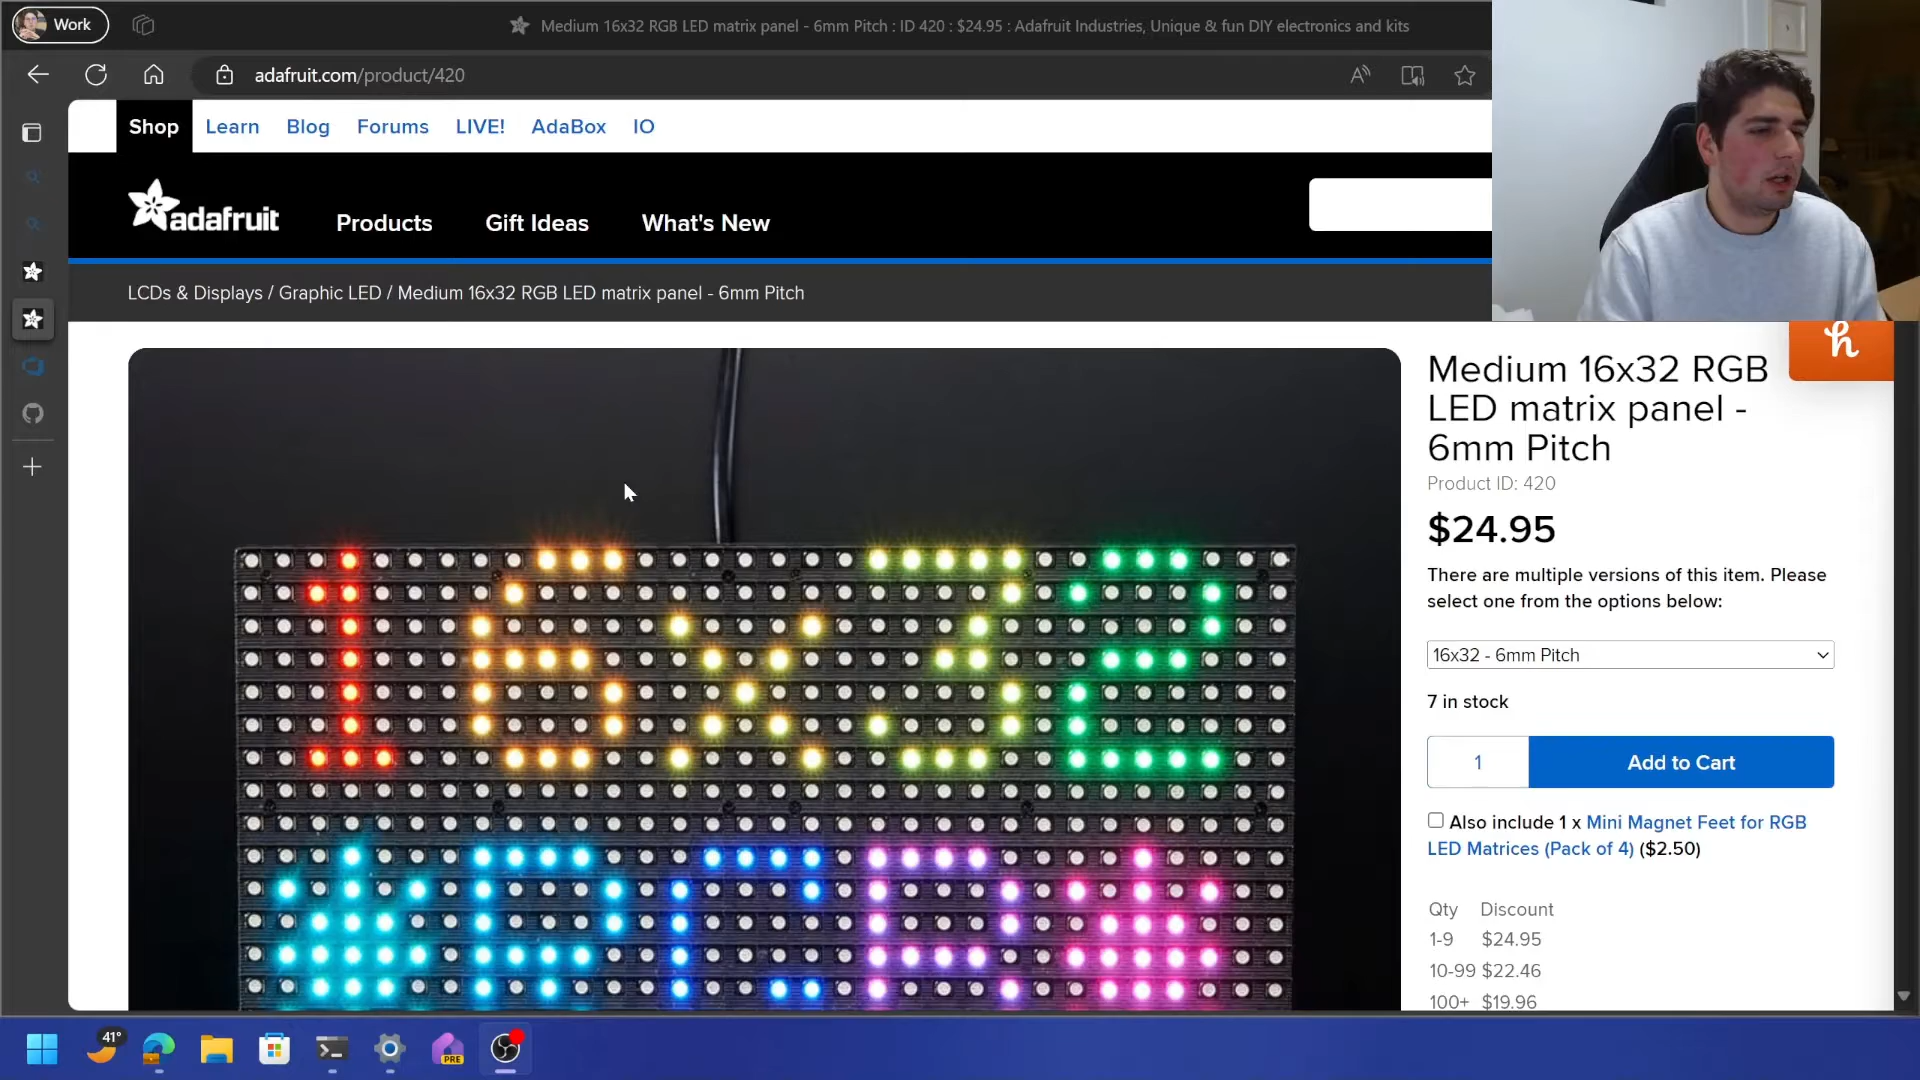 Work
Medium 16x32 RGB LED matrix panel - 6mm Pitch : ID 420 : $24.95 : Adafruit Industries, Unique & fun DIY electronics and kits
adafruit.com/product/420
Shop Learn Blog Forums LIVE! AdaBox IO
adafruit Products Gift Ideas What's New
LCDs & Displays / Graphic LED / Medium 16x32 RGB LED matrix panel - 6mm Pitch
h
Medium 16x32 RGB
LED matrix panel -
6mm Pitch
Product ID: 420
$24.95
There are multiple versions of this item. Please
select one from the options below:
16x32 - 6mm Pitch
7 in stock
1 Add to Cart
Also include 1 x Mini Magnet Feet for RGB
LED Matrices (Pack of 4) ($2.50)
Qty Discount
1-9 $24.95
10-99 $22.46
100+ $19.96
16x32
41°
PRE